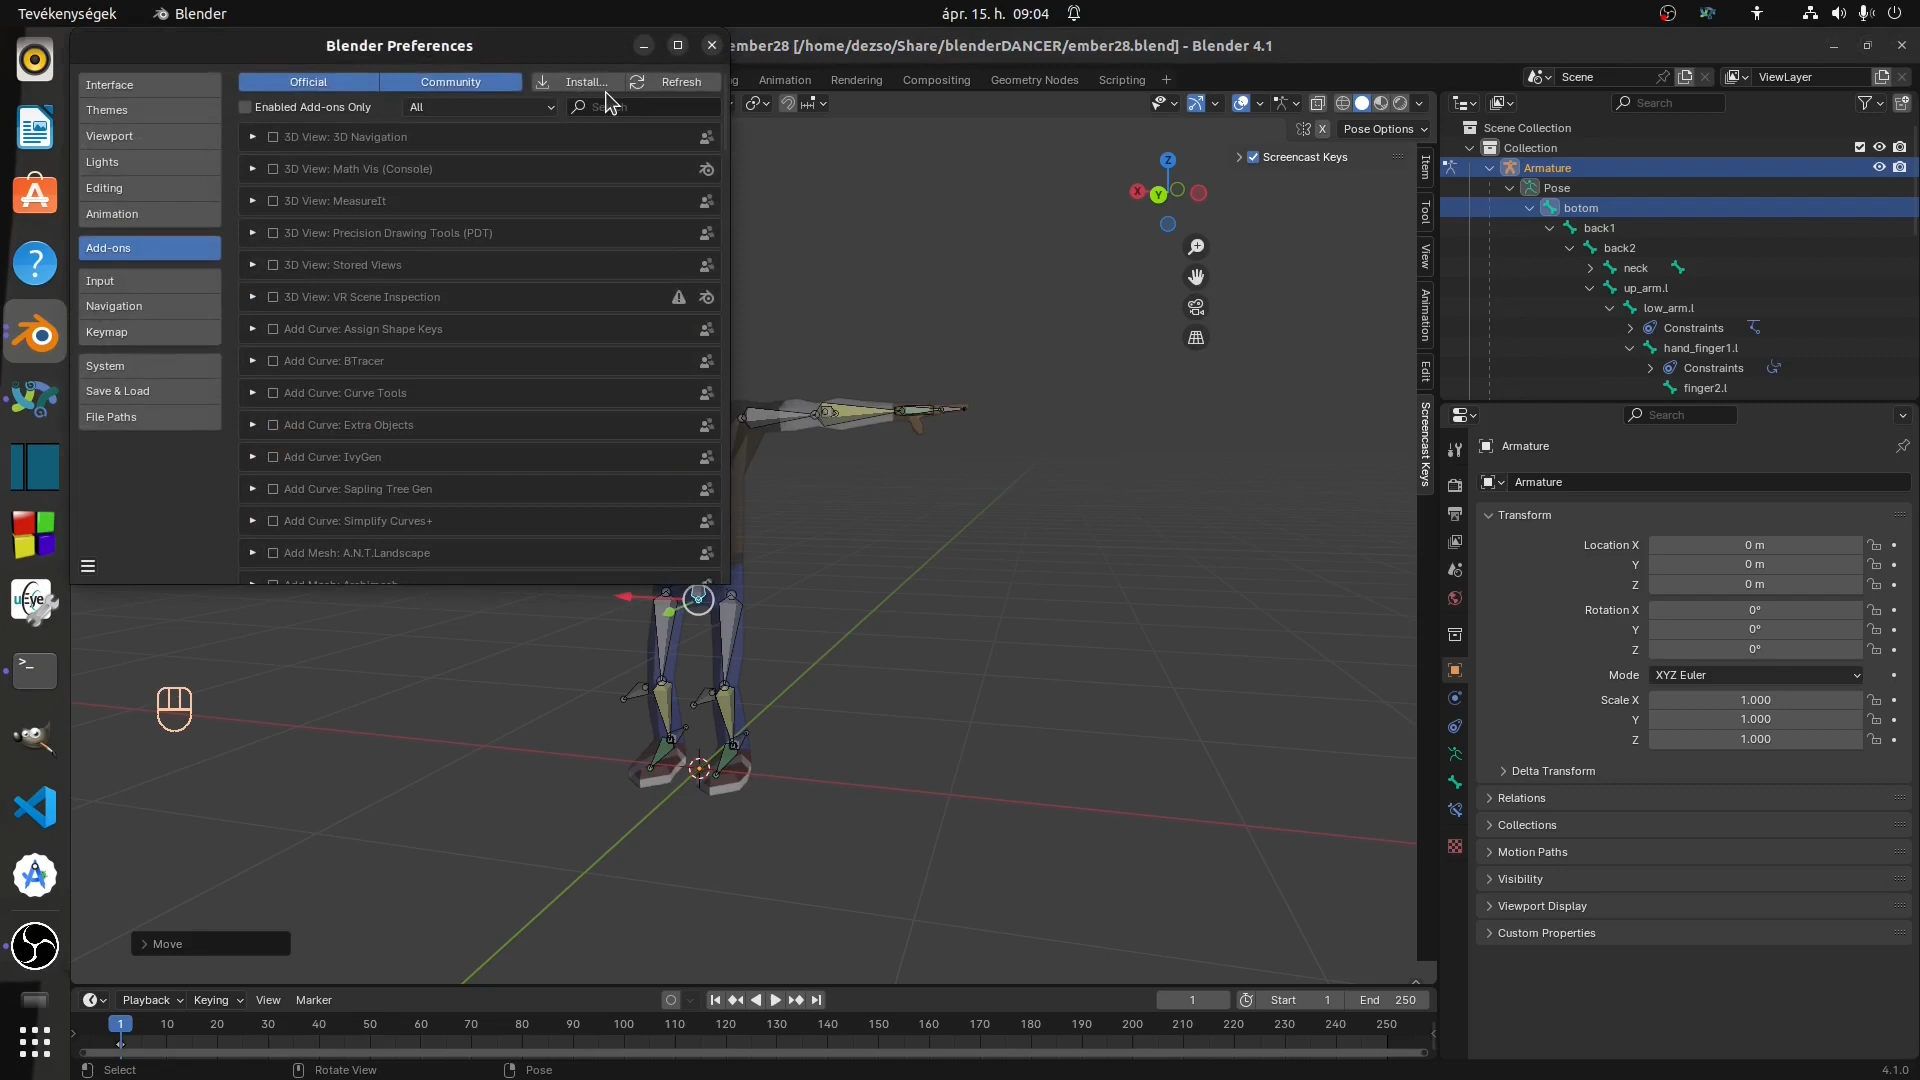 Tevékenységek
Blender
ápr. 15. h. 09:04
Blender Preferences
ember28 [/home/dezso/Share/blenderDANCER/ember28.blend] - Blender 4.1
Interface
Themes
Viewport
Lights
Editing
Animation
Add-ons
Input
Navigation
Keymap
System
Save & Load
File Paths
Official
Community
Install...
Refresh
Enabled Add-ons Only
All
3D View: 3D Navigation
3D View: Math Vis (Console)
3D View: MeasureIt
3D View: Precision Drawing Tools (PDT)
3D View: Stored Views
3D View: VR Scene Inspection
Add Curve: Assign Shape Keys
Add Curve: BTracer
Add Curve: Curve Tools
Add Curve: Extra Objects
Add Curve: IvyGen
Add Curve: Sapling Tree Gen
Add Curve: Simplify Curves+
Add Mesh: A.N.T.Landscape
Animation
Rendering
Compositing
Geometry Nodes
Scripting
Scene
ViewLayer
X
Pose Options
Screencast Keys
Z
X
Y
Item
Tool
View
Animation
Edit
Screencast Keys
Search
Scene Collection
Collection
Armature
Pose
botom
back1
back2
neck
up_arm.l
low_arm.l
Constraints
hand_finger1.l
Constraints
finger2.l
Search
Armature
Armature
Transform
Location X 0 m
Y 0 m
Z 0 m
Rotation X 0°
Y 0°
Z 0°
Mode XYZ Euler
Scale X 1.000
Y 1.000
Z 1.000
Delta Transform
Relations
Collections
Motion Paths
Visibility
Viewport Display
Custom Properties
uEye
>_
Move
Playback
Keying
View
Marker
1
Start 1
End 250
1 10 20 30 40 50 60 70 80 90 100 110 120 130 140 150 160 170 180 190 200 210 220 230 240 250
Select
Rotate View
Pose
4.1.0